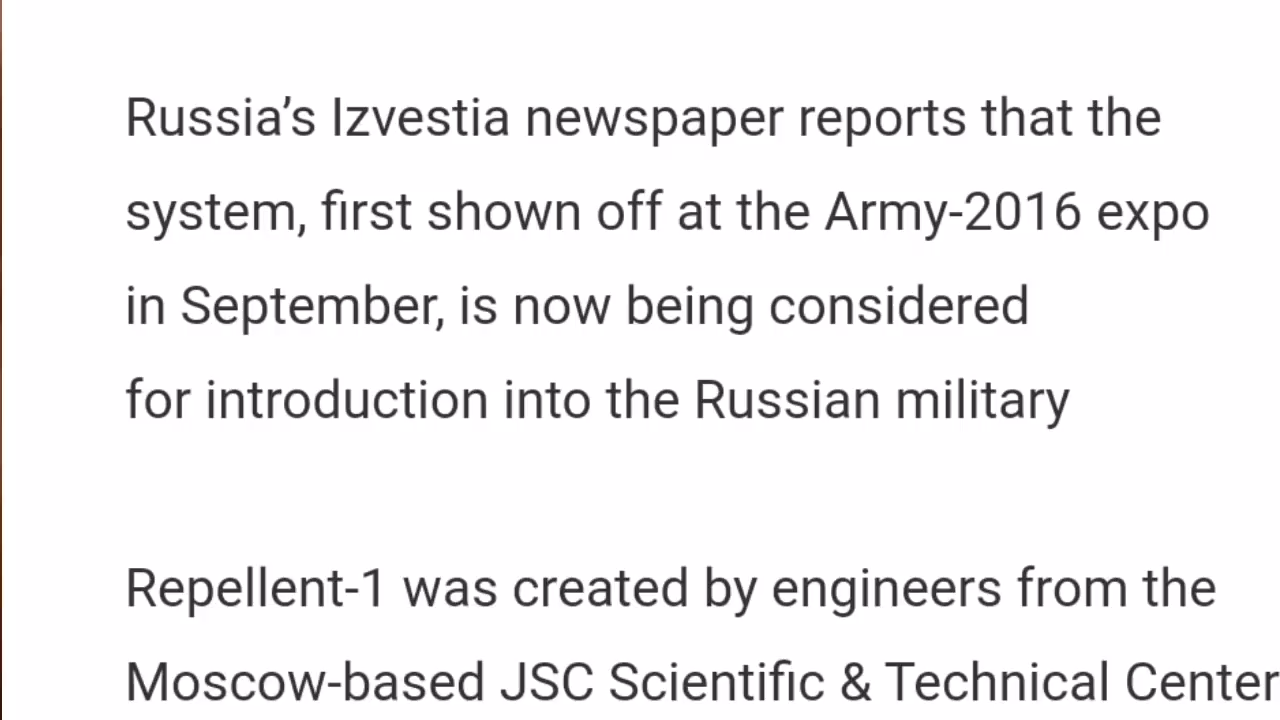 Russia’s Izvestia newspaper reports that the
system, first shown off at the Army-2016 expo
in September, is now being considered
for introduction into the Russian military
Repellent-1 was created by engineers from the
Moscow-based JSC Scientific & Technical Center